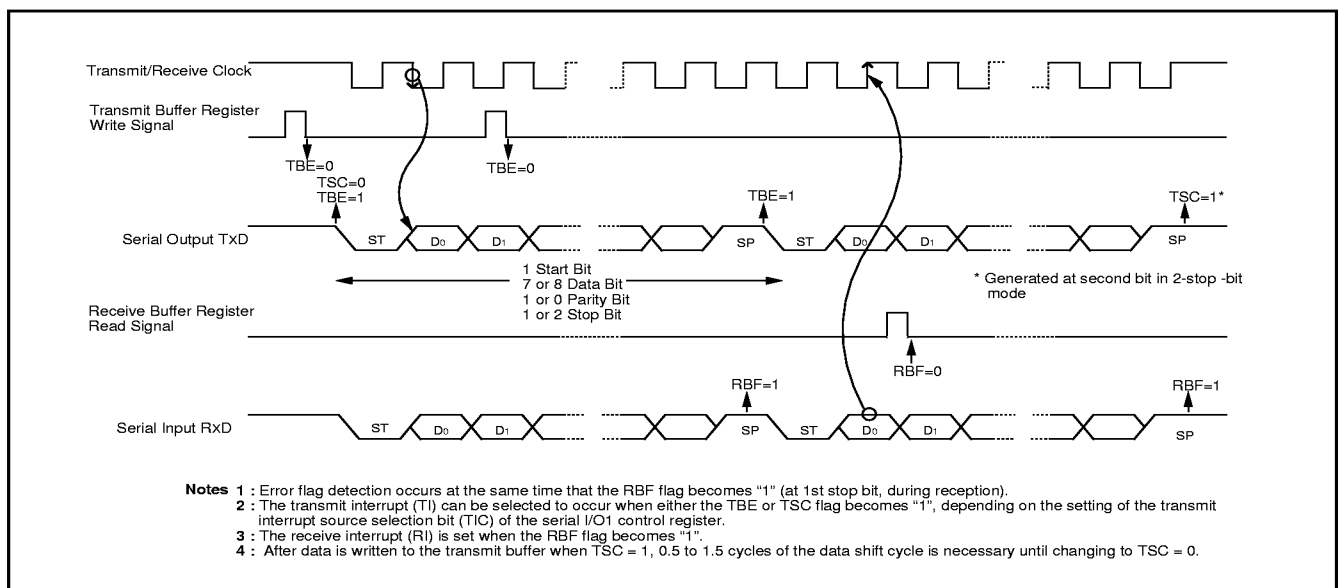 Transmit/Receive Clock
Transmit Buffer Register
Write Signal
TBE=0
TBE=0
TSC=0
TBE=1
TBE=1
TSC=1*
Serial Output TxD
ST
D0
D1
SP
ST
D0
D1
SP
1 Start Bit
7 or 8 Data Bit
1 or 0 Parity Bit
1 or 2 Stop Bit
* Generated at second bit in 2-stop -bit
mode
Receive Buffer Register
Read Signal
RBF=0
RBF=1
RBF=1
Serial Input RxD
ST
D0
D1
SP
ST
D0
D1
SP
Notes 1 : Error flag detection occurs at the same time that the RBF flag becomes “1” (at 1st stop bit, during reception).
2 : The transmit interrupt (TI) can be selected to occur when either the TBE or TSC flag becomes “1”, depending on the setting of the transmit
interrupt source selection bit (TIC) of the serial I/O1 control register.
3 : The receive interrupt (RI) is set when the RBF flag becomes “1”.
4 : After data is written to the transmit buffer when TSC = 1, 0.5 to 1.5 cycles of the data shift cycle is necessary until changing to TSC = 0.